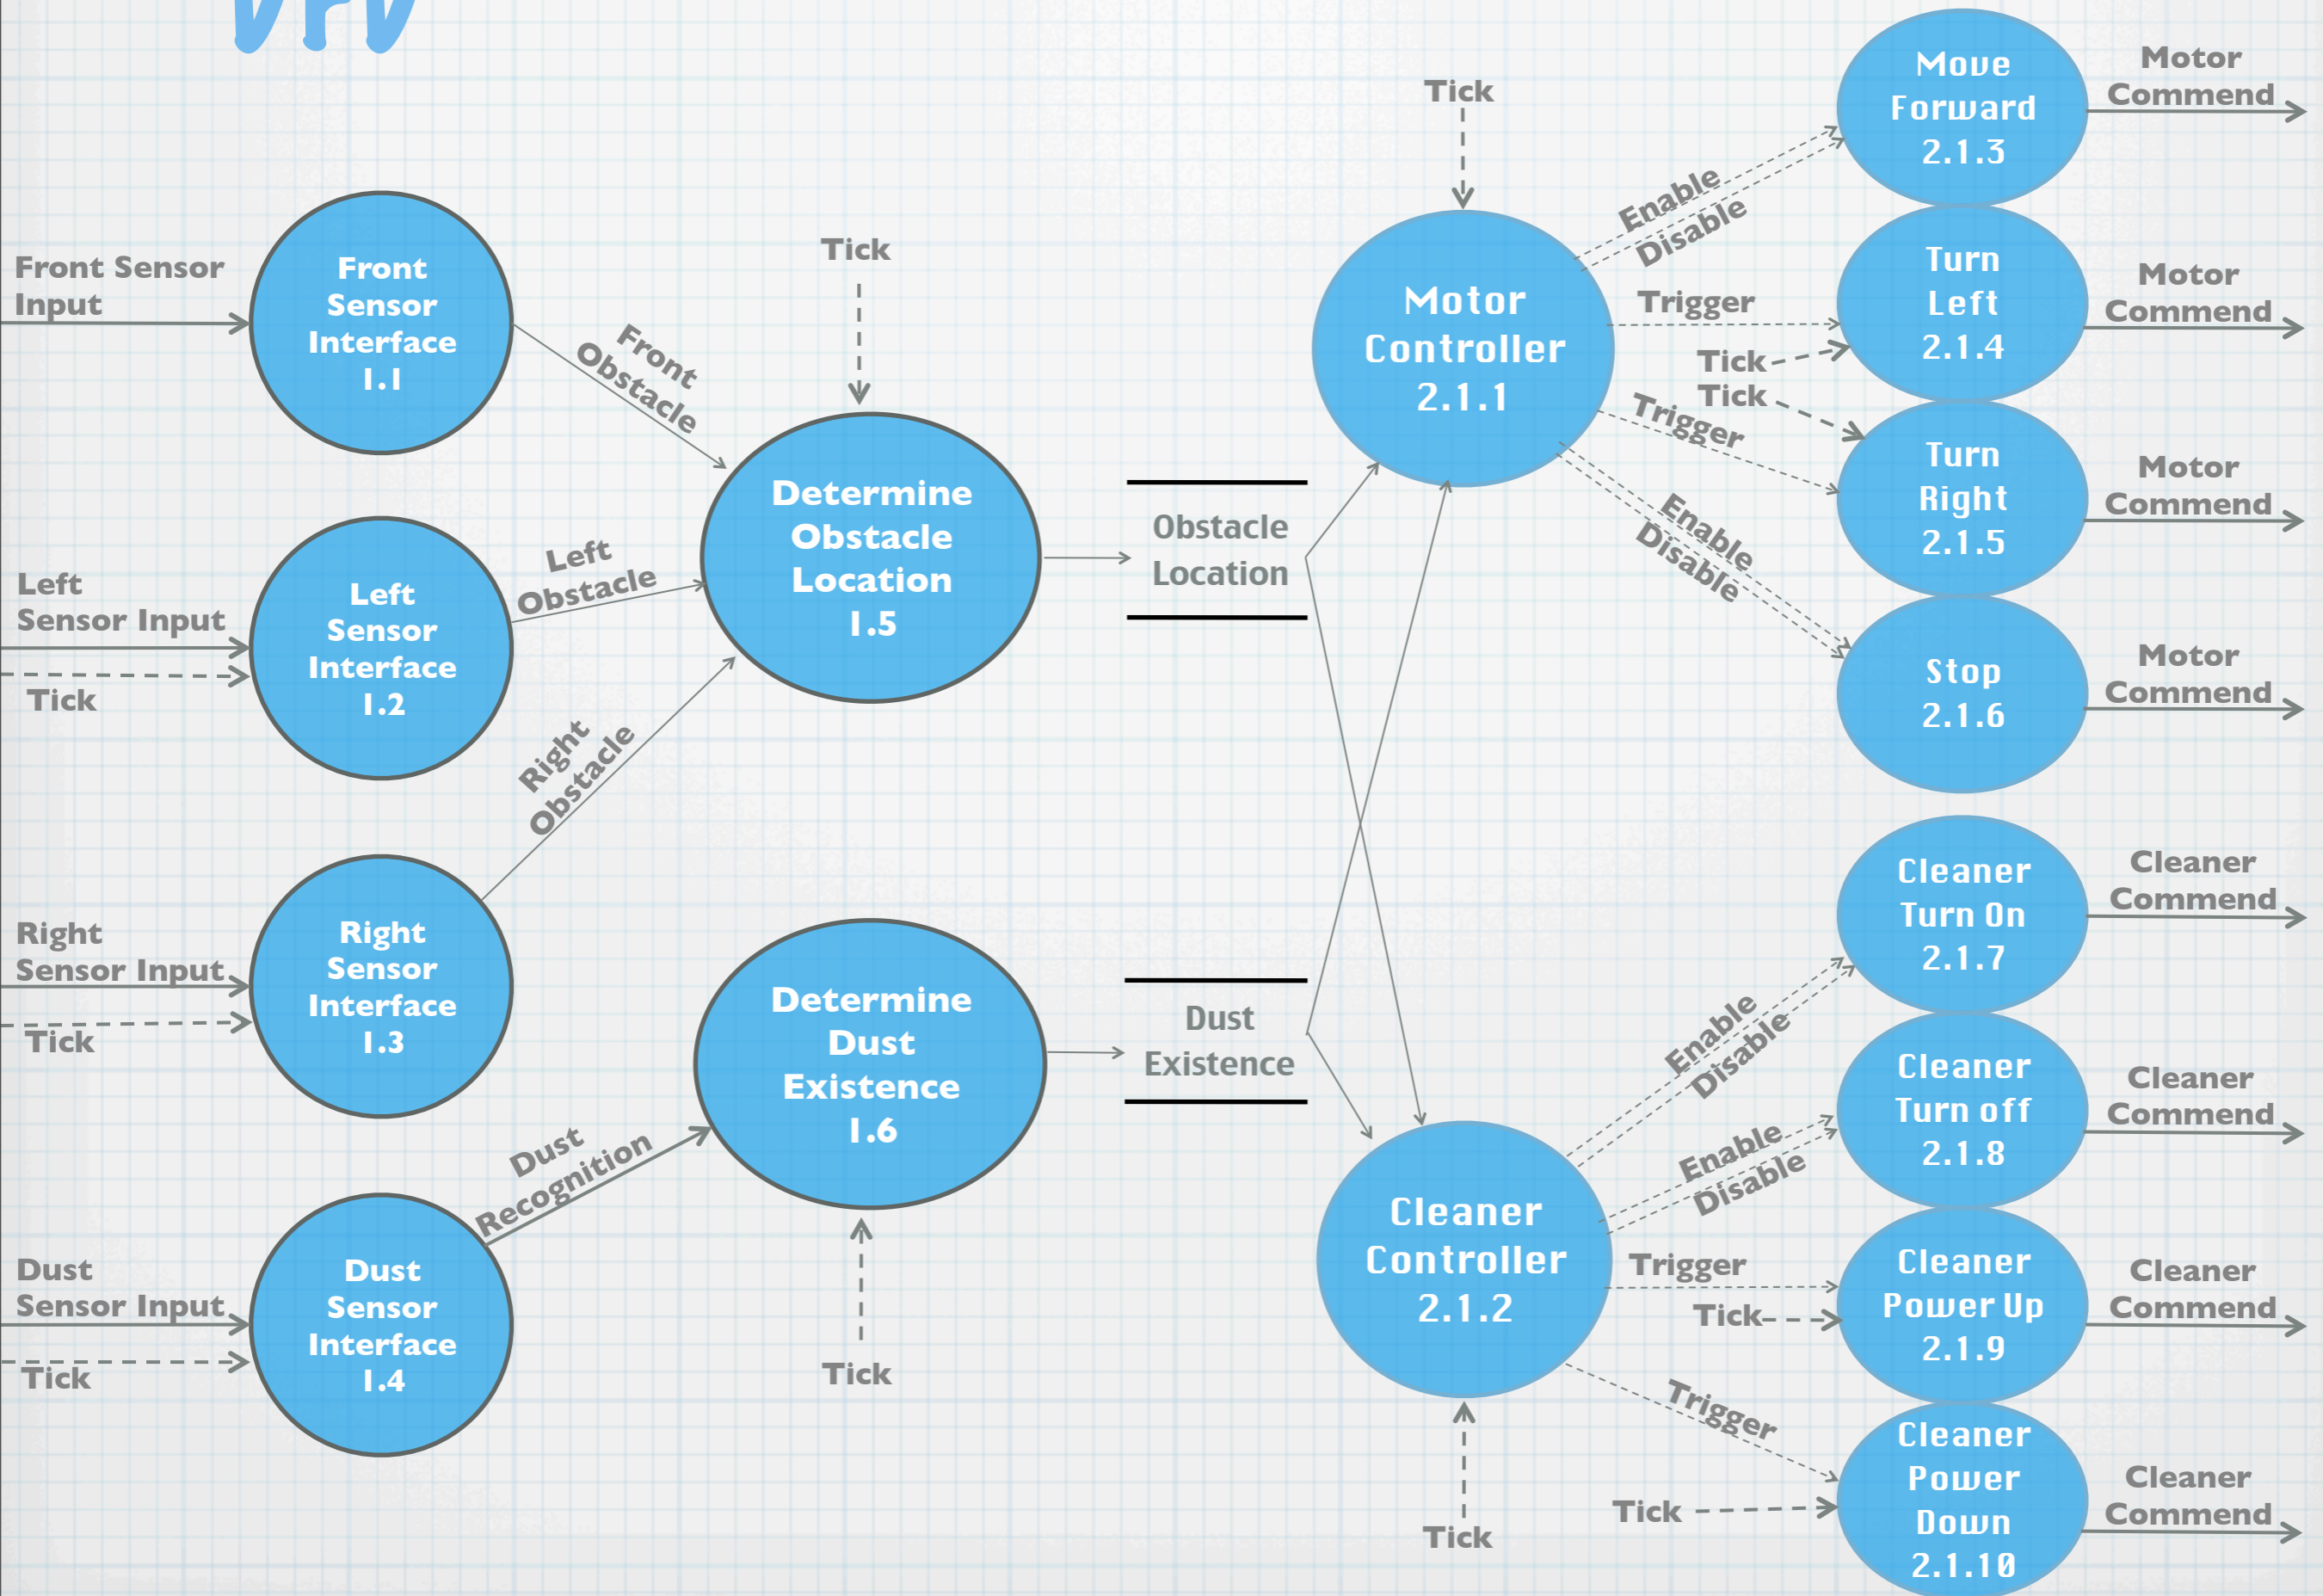 DFD
Front Sensor
Input
Front
Sensor
Interface
1.1
Front
Obstacle
Left
Sensor Input
Tick
Left
Sensor
Interface
1.2
Left
Obstacle
Right
Sensor Input
Tick
Right
Sensor
Interface
1.3
Right
Obstacle
Dust
Sensor Input
Tick
Dust
Sensor
Interface
1.4
Dust
Recognition
Tick
Determine
Obstacle
Location
1.5
Determine
Dust
Existence
1.6
Tick
Obstacle
Location
Dust
Existence
Tick
Motor
Controller
2.1.1
Enable
Disable
Trigger
Tick
Tick
Trigger
Enable
Disable
Move
Forward
2.1.3
Motor
Commend
Turn
Left
2.1.4
Motor
Commend
Turn
Right
2.1.5
Motor
Commend
Stop
2.1.6
Motor
Commend
Cleaner
Controller
2.1.2
Tick
Enable
Disable
Enable
Disable
Trigger
Tick
Trigger
Tick
Cleaner
Turn On
2.1.7
Cleaner
Commend
Cleaner
Turn off
2.1.8
Cleaner
Commend
Cleaner
Power Up
2.1.9
Cleaner
Commend
Cleaner
Power
Down
2.1.10
Cleaner
Commend